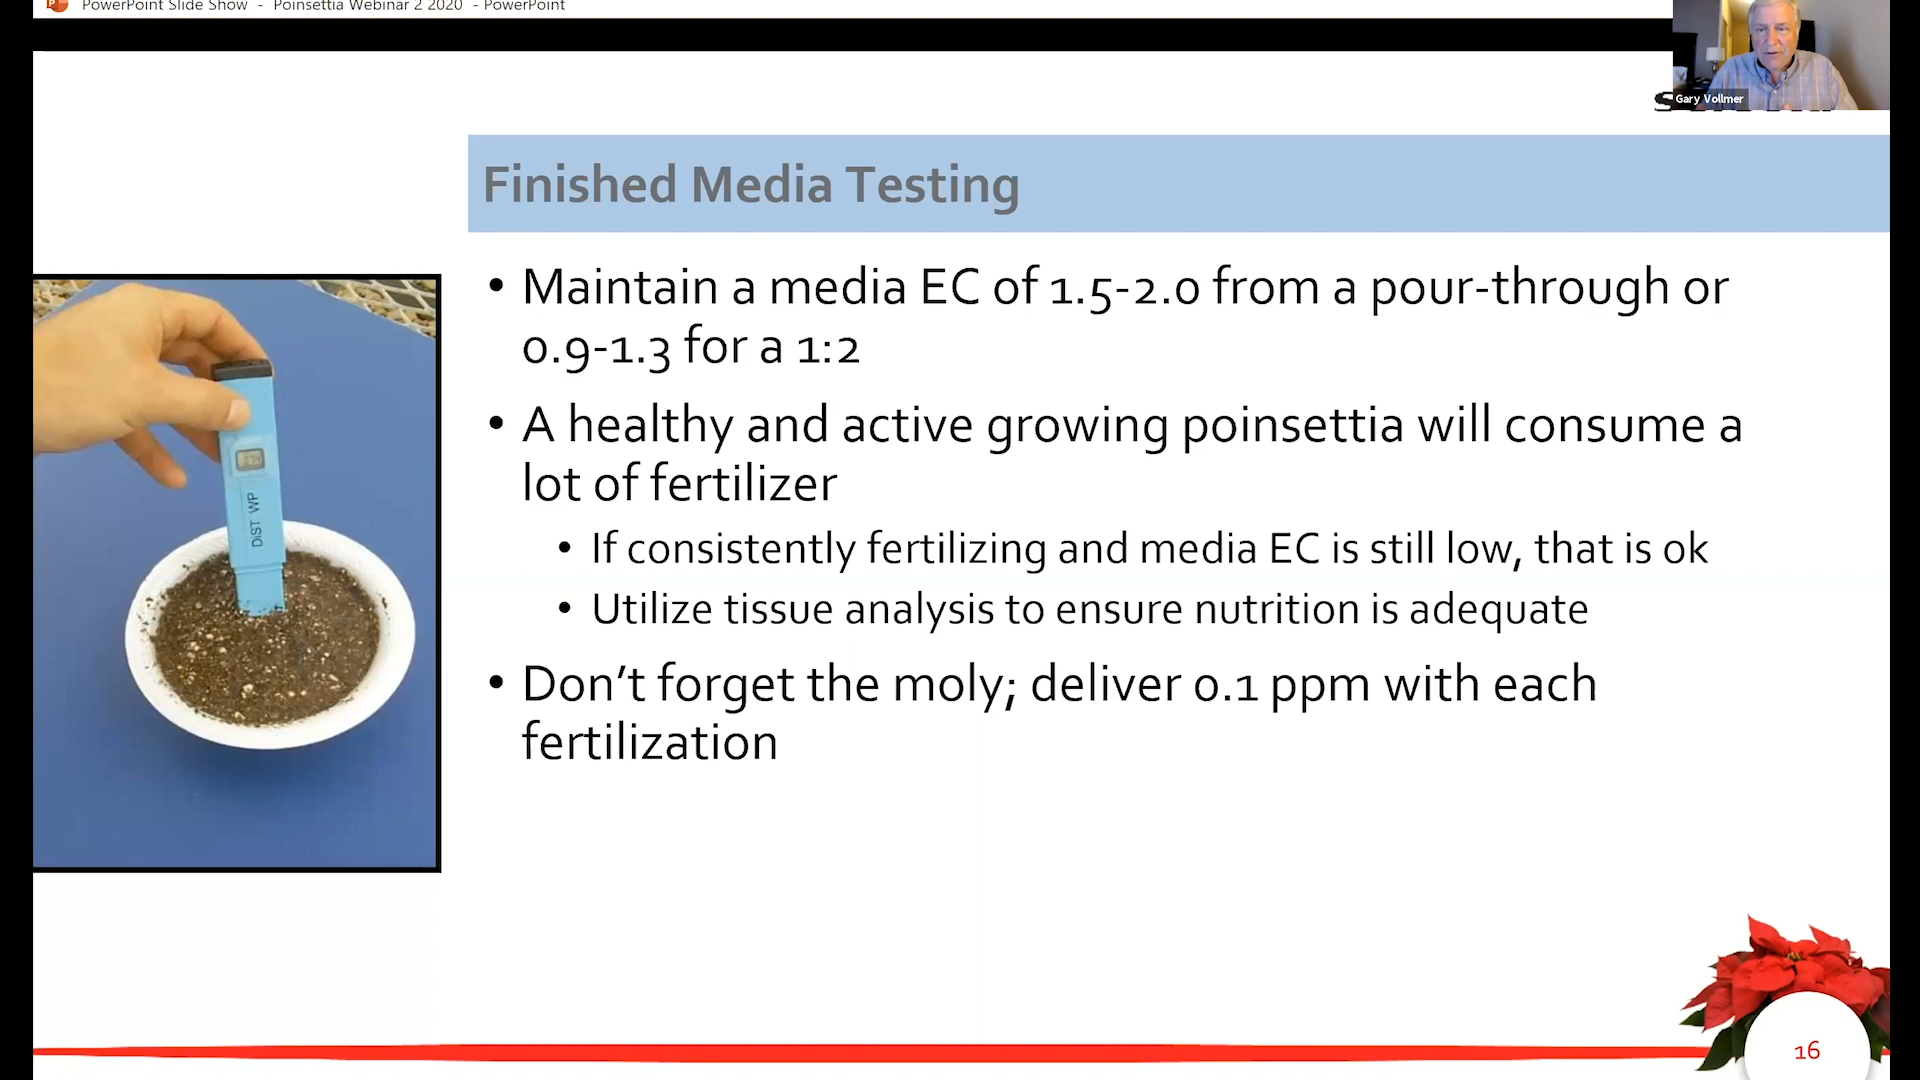 PowerPoint Slide Show - Poinsettia Webinar 2 2020 - PowerPoint
Gary Vollmer
Finished Media Testing
• Maintain a media EC of 1.5-2.0 from a pour-through or
0.9-1.3 for a 1:2
• A healthy and active growing poinsettia will consume a
lot of fertilizer
• If consistently fertilizing and media EC is still low, that is ok
• Utilize tissue analysis to ensure nutrition is adequate
• Don’t forget the moly; deliver 0.1 ppm with each
fertilization
DiST WP
16